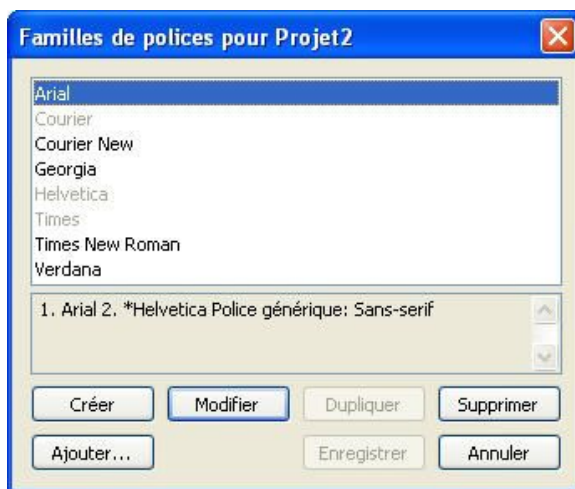 Familles de polices pour Projet2
Arial
Courier
Courier New
Georgia
Helvetica
Times
Times New Roman
Verdana
1. Arial 2. *Helvetica Police générique: Sans-serif
Créer Modifier Dupliquer Supprimer
Ajouter... Enregistrer Annuler